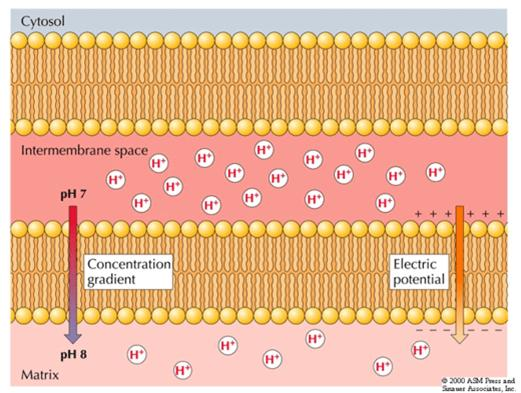 Cytosol
Intermembrane space
H⁺ H⁺ H⁺ H⁺ H⁺
H⁺ H⁺ H⁺ H⁺ H⁺ H⁺ H⁺
pH 7
H⁺ H⁺ H⁺ H⁺ H⁺
+ + + + + + +
Concentration
gradient
Electric
potential
H⁺ H⁺ H⁺
pH 8
H⁺ H⁺
H⁺ H⁺
Matrix
© 2000 ASM Press and
Sinauer Associates, Inc.